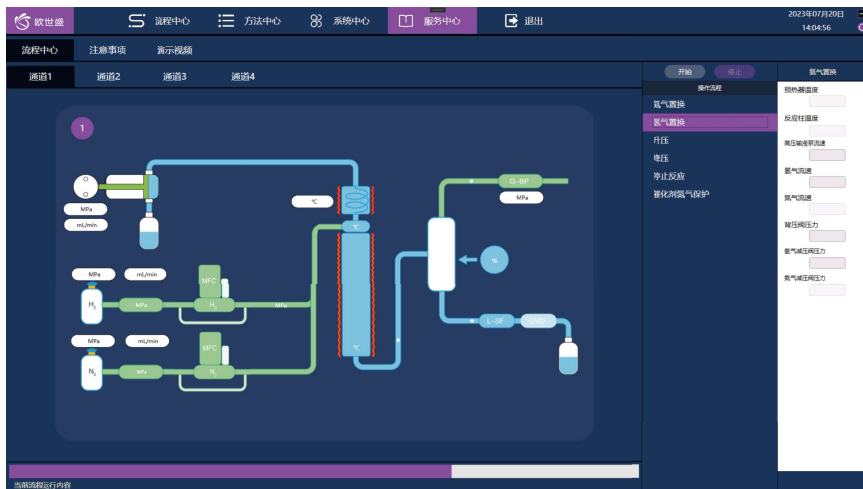 欧世盛
流程中心
方法中心
系统中心
服务中心
退出
2023年07月20日
14:04:56
流程中心
注意事项
演示视频
通道1
通道2
通道3
通道4
开始
停止
操作流程
氮气置换
氢气置换
升压
停止反应
催化剂氮气保护
氢气置换
预热器温度
反应柱温度
高压输液泵流速
氢气流速
氮气流速
背压阀压力
氢气减压阀压力
氮气减压阀压力
1
MPa
mL/min
℃
℃
℃
G-BP
MPa
%
L-SF
UVD
MPa
mL/min
MFC
H₂
MPa
H₂
MPa
MPa
mL/min
MFC
N₂
MPa
N₂
当前流程运行内容